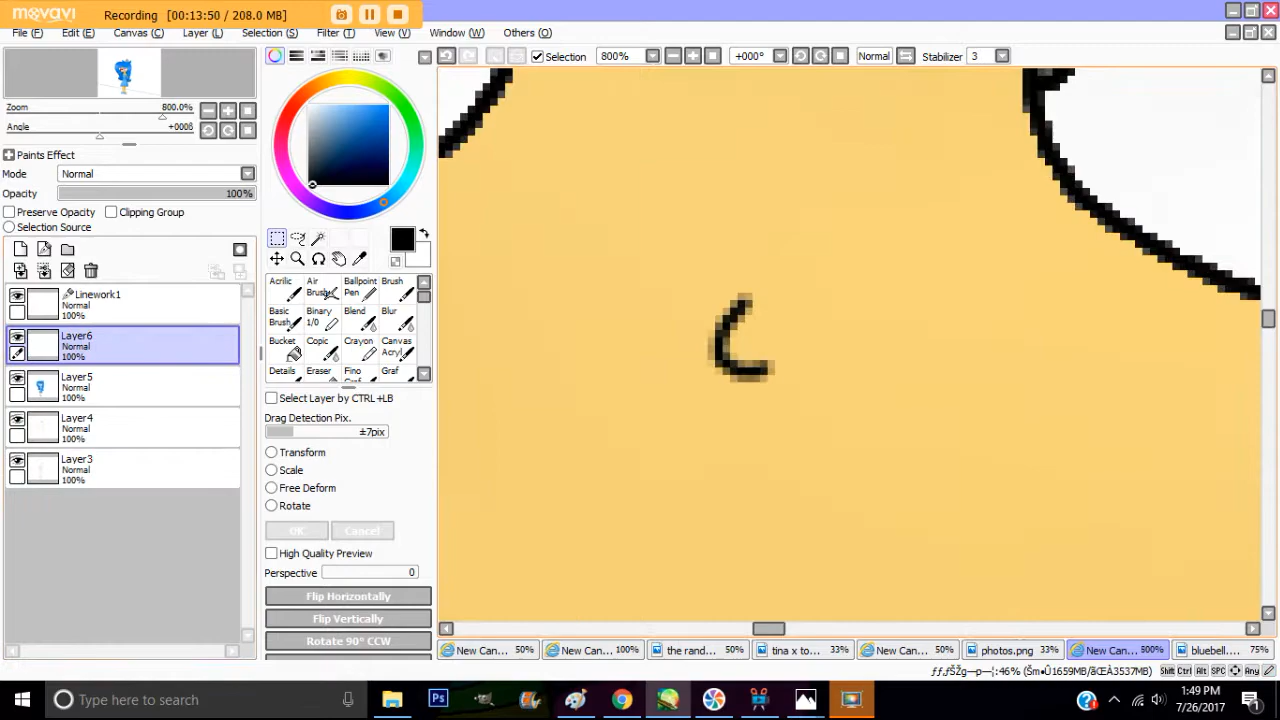 movavi
Recording [00:13:50 / 208.0 MB]
File (F) Edit (E) Canvas (C) Layer (L) Selection (S) Filter (T) View (V) Window (W) Others (O)
Selection 800% +000° Normal Stabilizer 3
Zoom 800.0%
Angle
Paints Effect
Mode Normal
Opacity 100%
Preserve Opacity Clipping Group
Selection Source
Linework1
Normal
100%
Layer6
Normal
100%
Layer5
Normal
100%
Layer4
Normal
100%
Layer3
Normal
100%
Acrilic Air Brush Ballpoint Pen Brush
Basic Brush Binary 1/0 Blend Blur
Bucket Copic Crayon Canvas Acryl
Details Eraser
Select Layer by CTRL+LB
Drag Detection Pix.
±7pix
Transform
Scale
Free Deform
Rotate
OK Cancel
High Quality Preview
Perspective 0
Flip Horizontally
Flip Vertically
Rotate 90° CCW
New Can... 50% New Can... 100% the rand... 50% tina x to... 33% New Can... 50% photos.png 33% New Can... 800% bluebell... 75%
Shift Ctrl Alt SPC Any
Type here to search
Ps
1:49 PM
7/26/2017